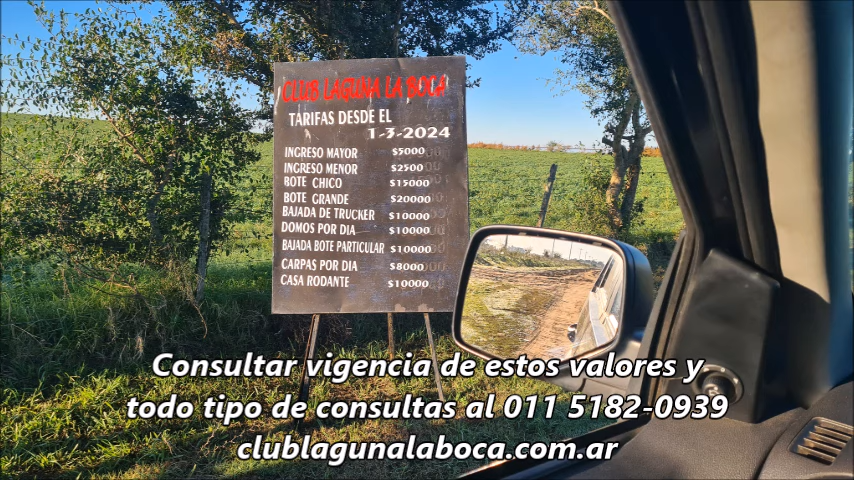 CLUB LAGUNA LA BOCA
TARIFAS DESDE EL
1-3-2024
INGRESO MAYOR $5000
INGRESO MENOR $2500
BOTE CHICO $15000
BOTE GRANDE $20000
BAJADA DE TRUCKER $10000
DOMOS POR DIA $10000
BAJADA BOTE PARTICULAR $10000
CARPAS POR DIA $8000
CASA RODANTE $10000
Consultar vigencia de estos valores y
todo tipo de consultas al 011 5182-0939
clublagunalaboca.com.ar